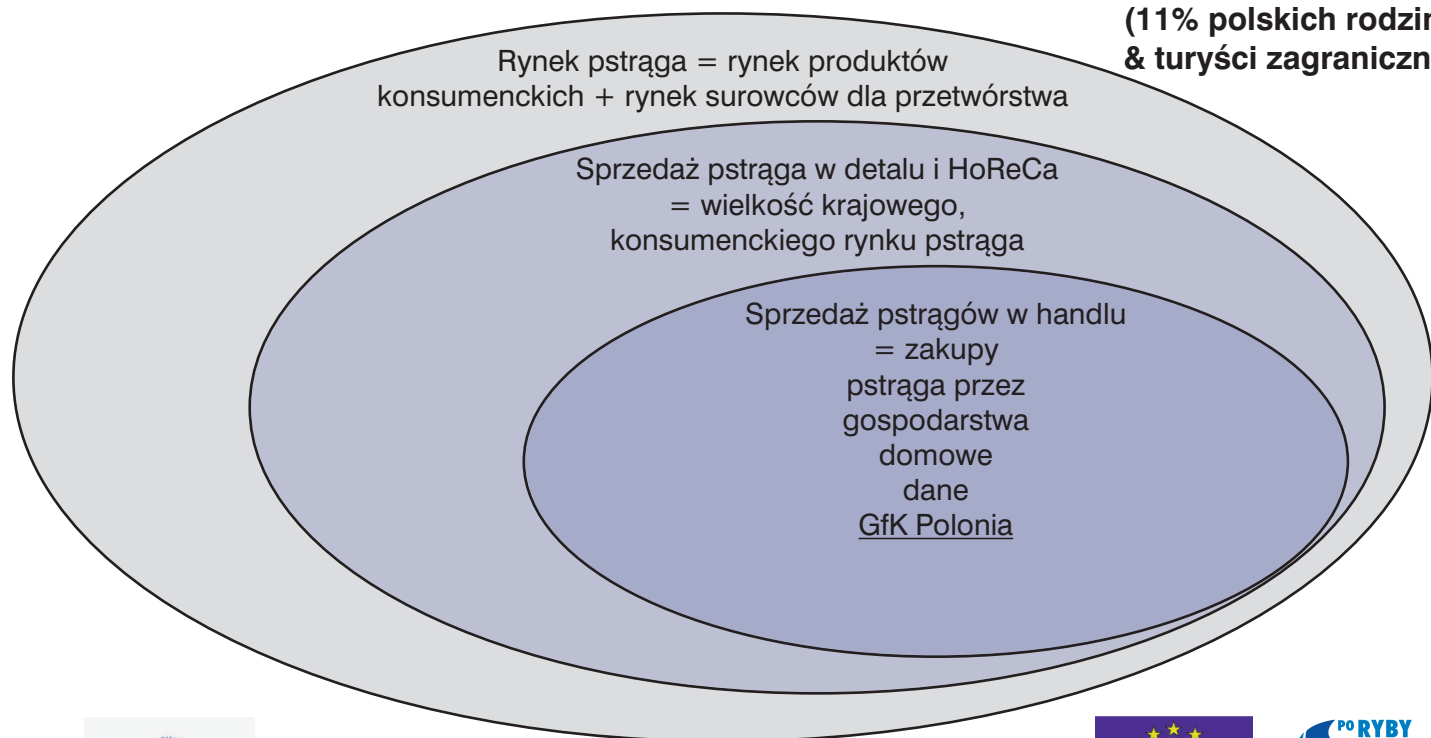 (11% polskich rodzin
& turyści zagraniczn
Rynek pstrąga = rynek produktów
konsumenckich + rynek surowców dla przetwórstwa
Sprzedaż pstrąga w detalu i HoReCa
= wielkość krajowego,
konsumenckiego rynku pstrąga
Sprzedaż pstrągów w handlu
= zakupy
pstrąga przez
gospodarstwa
domowe
dane
GfK Polonia
PO RYBY